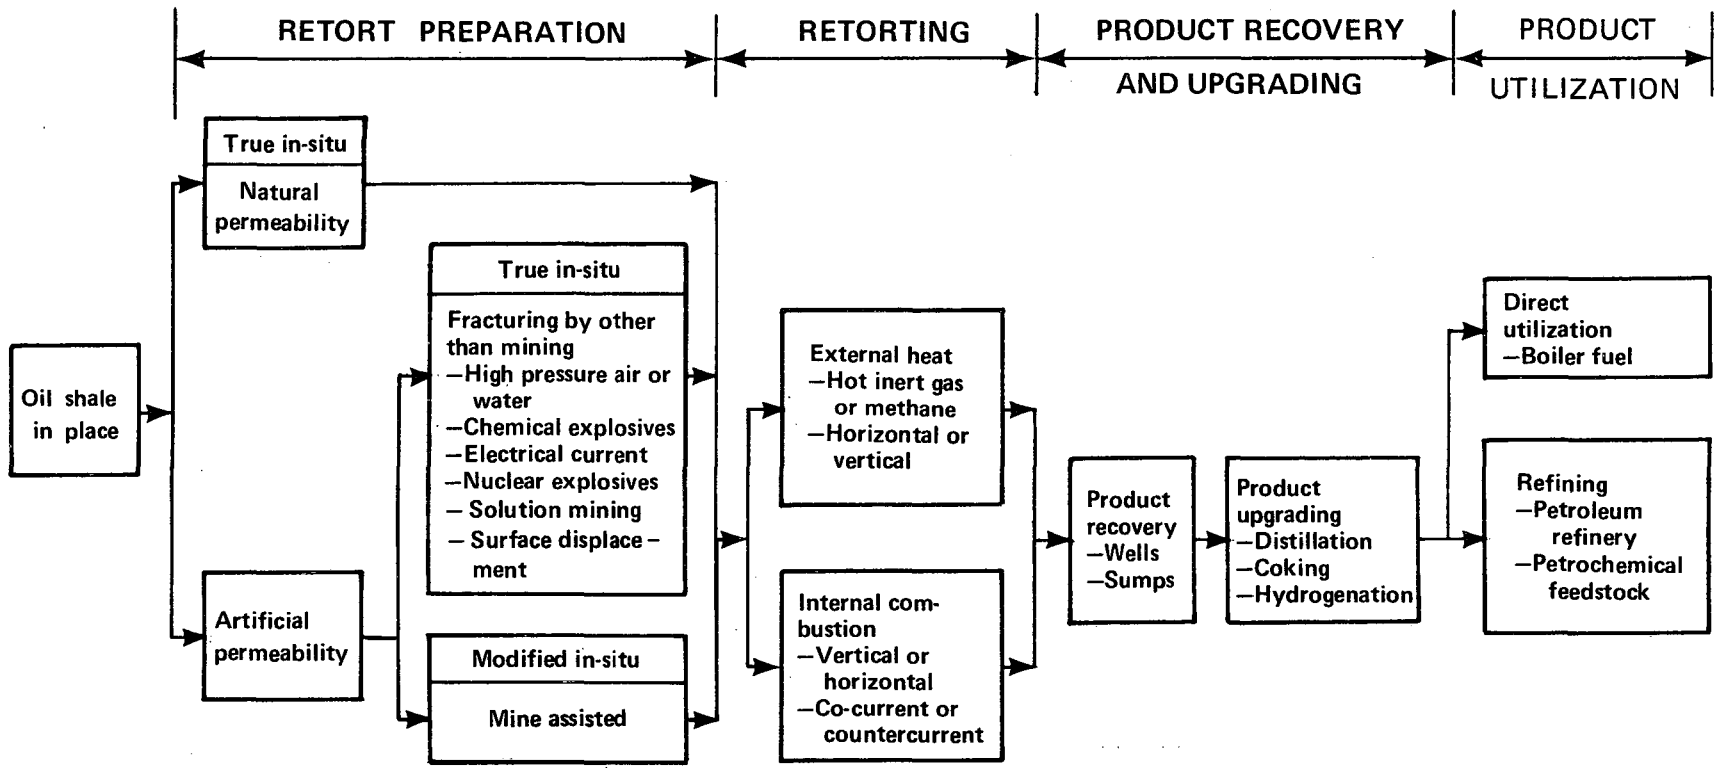 RETORT PREPARATION
RETORTING
PRODUCT RECOVERY
AND UPGRADING
PRODUCT
UTILIZATION
Oil shale
in place
True in-situ
Natural
permeability
Artificial
permeability
True in-situ
Fracturing by other
than mining
—High pressure air or
water
—Chemical explosives
—Electrical current
—Nuclear explosives
— Solution mining
— Surface displace –
ment
Modified in-situ
Mine assisted
External heat
—Hot inert gas
or methane
—Horizontal or
vertical
Internal com-
bustion
—Vertical or
horizontal
—Co-current or
countercurrent
Product
recovery
—Wells
—Sumps
Product
upgrading
—Distillation
—Coking
—Hydrogenation
Direct
utilization
—Boiler fuel
Refining
—Petroleum
refinery
—Petrochemical
feedstock